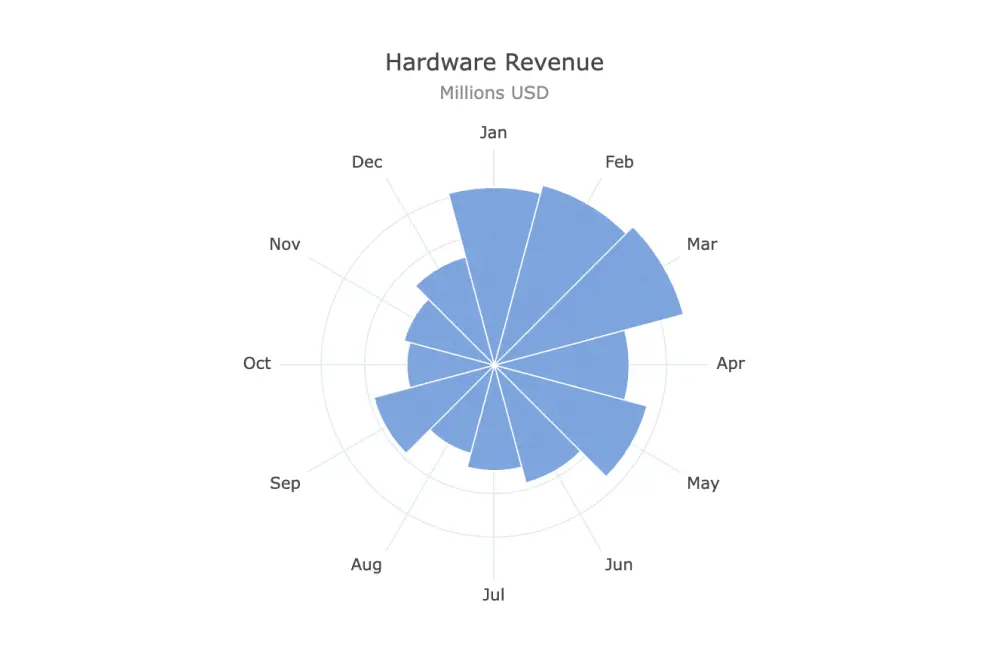 Hardware Revenue
Millions USD
Jan
Feb
Mar
Apr
May
Jun
Jul
Aug
Sep
Oct
Nov
Dec